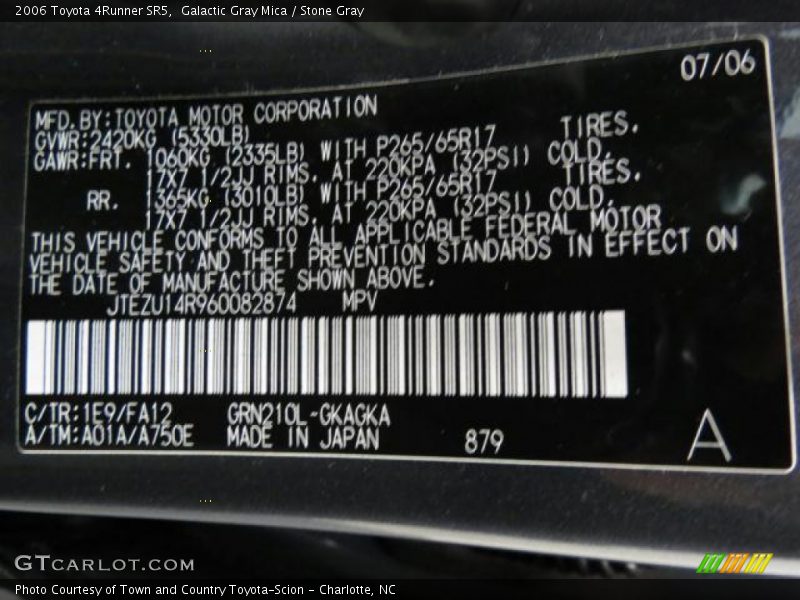 2006 Toyota 4Runner SR5,  Galactic Gray Mica / Stone Gray
07/06
MFD.BY:TOYOTA MOTOR CORPORATION
GVWR:2420KG (5330LB)
GAWR:FRT. 1060KG (2335LB) WITH P265/65R17 TIRES.
17X7 1/2JJ RIMS. AT 220KPA (32PSI) COLD.
RR. 1365KG (3010LB) WITH P265/65R17 TIRES.
17X7 1/2JJ RIMS. AT 220KPA (32PSI) COLD.
THIS VEHICLE CONFORMS TO ALL APPLICABLE FEDERAL MOTOR
VEHICLE SAFETY AND THEFT PREVENTION STANDARDS IN EFFECT ON
THE DATE OF MANUFACTURE SHOWN ABOVE.
JTEZU14R960082874 MPV
C/TR:1E9/FA12 GRN210L-GKAGKA
A/TM:A01A/A750E MADE IN JAPAN 879 A
GTCARLOT.COM
Photo Courtesy of Town and Country Toyota-Scion - Charlotte, NC